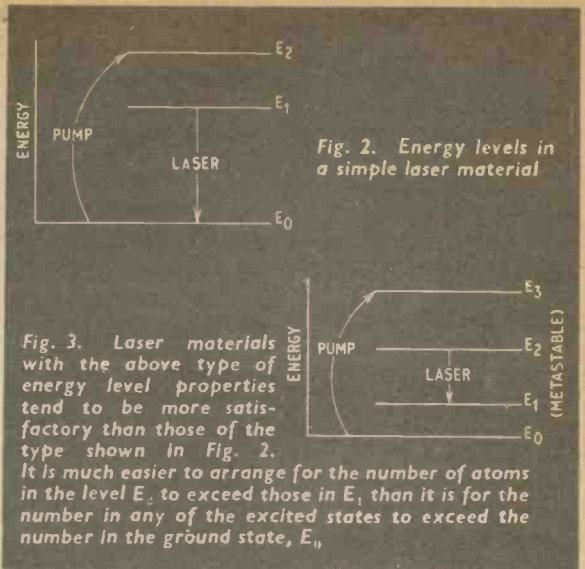 E2
E1
ENERGY
PUMP
LASER
E0
Fig. 2. Energy levels in
a simple laser material
E3
ENERGY
PUMP
E2
LASER
E1
E0
(METASTABLE)
Fig. 3. Laser materials
with the above type of
energy level properties
tend to be more satis-
factory than those of the
type shown in Fig. 2.
It is much easier to arrange for the number of atoms
in the level E2 to exceed those in E1 than it is for the
number in any of the excited states to exceed the
number in the ground state, E0